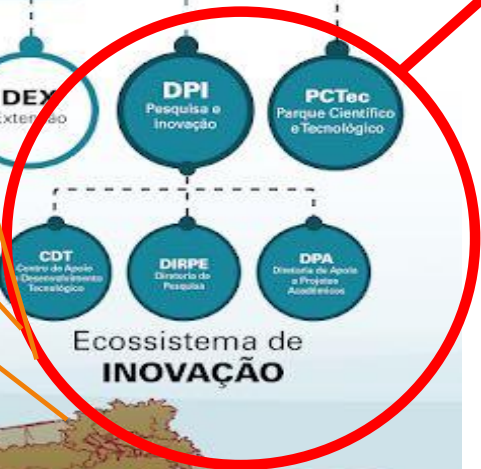 DEX
Extensão
DPI
Pesquisa e
Inovação
PCTec
Parque Científico
e Tecnológico
CDT
Centro de Apoio
Desenvolvimento
Tecnológico
DIRPE
Diretoria de
Pesquisa
DPA
Diretoria de Apoio
a Projetos
Acadêmicos
Ecossistema de
INOVAÇÃO